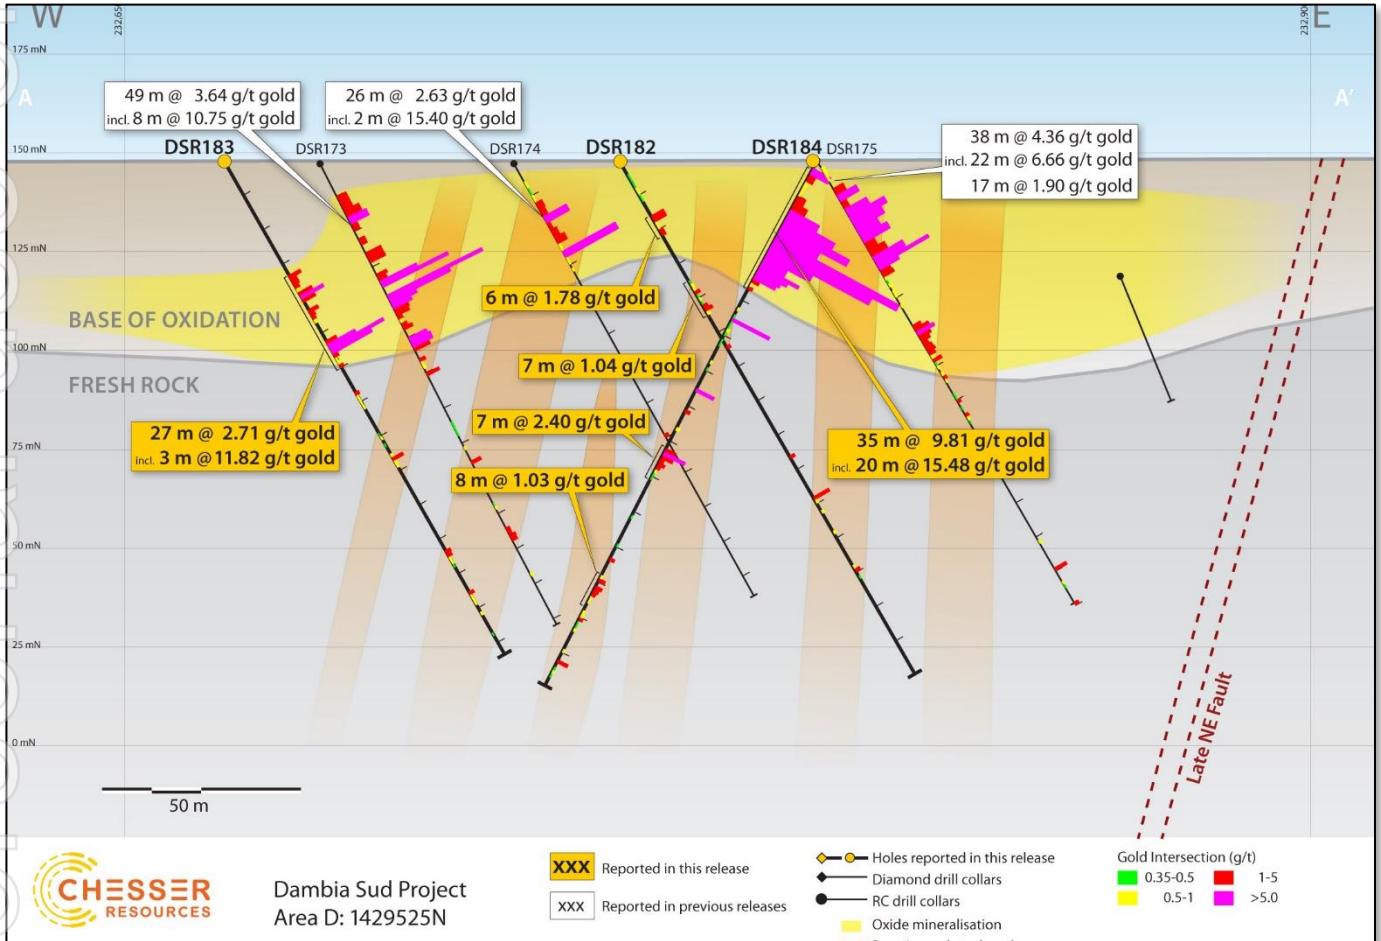 W
E
232,65
232,90
175 mN
A
A'
49 m @ 3.64 g/t gold
incl. 8 m @ 10.75 g/t gold
26 m @ 2.63 g/t gold
incl. 2 m @ 15.40 g/t gold
38 m @ 4.36 g/t gold
incl. 22 m @ 6.66 g/t gold
17 m @ 1.90 g/t gold
150 mN
DSR183
DSR173
DSR174
DSR182
DSR184
DSR175
125 mN
6 m @ 1.78 g/t gold
BASE OF OXIDATION
100 mN
7 m @ 1.04 g/t gold
FRESH ROCK
7 m @ 2.40 g/t gold
27 m @ 2.71 g/t gold
incl. 3 m @ 11.82 g/t gold
35 m @ 9.81 g/t gold
incl. 20 m @ 15.48 g/t gold
75 mN
8 m @ 1.03 g/t gold
50 mN
25 mN
0 mN
Late NE Fault
50 m
CHESSER
RESOURCES
Dambia Sud Project
Area D: 1429525N
XXX Reported in this release
XXX Reported in previous releases
Holes reported in this release
Diamond drill collars
RC drill collars
Oxide mineralisation
Gold Intersection (g/t)
0.35-0.5
1-5
0.5-1
>5.0